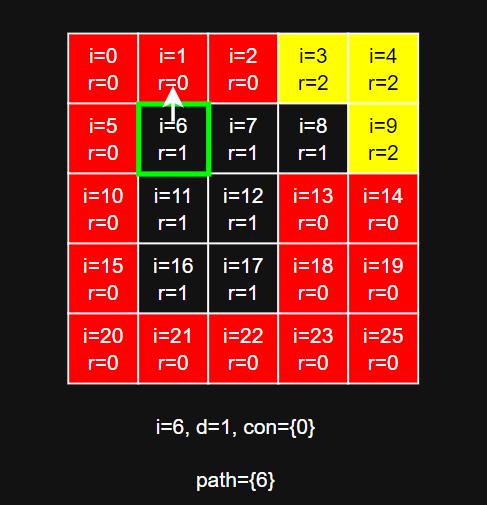 i=0 i=1 i=2 i=3 i=4
r=0 r=0 r=0 r=2 r=2
i=5 i=6 i=7 i=8 i=9
r=0 r=1 r=1 r=1 r=2
i=10 i=11 i=12 i=13 i=14
r=0 r=1 r=1 r=0 r=0
i=15 i=16 i=17 i=18 i=19
r=0 r=1 r=1 r=0 r=0
i=20 i=21 i=22 i=23 i=25
r=0 r=0 r=0 r=0 r=0
i=6, d=1, con={0}
path={6}